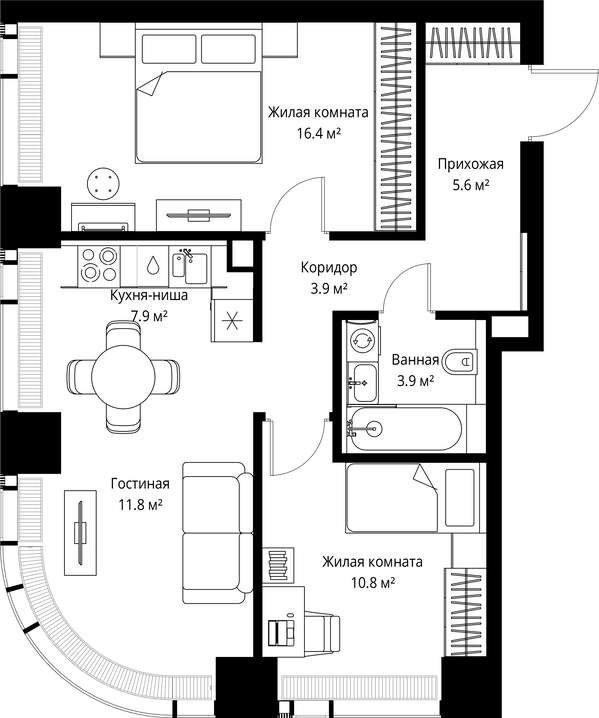 Жилая комната
16.4 м²
Прихожая
5.6 м²
Коридор
3.9 м²
Кухня-ниша
7.9 м²
Ванная
3.9 м²
Гостиная
11.8 м²
Жилая комната
10.8 м²